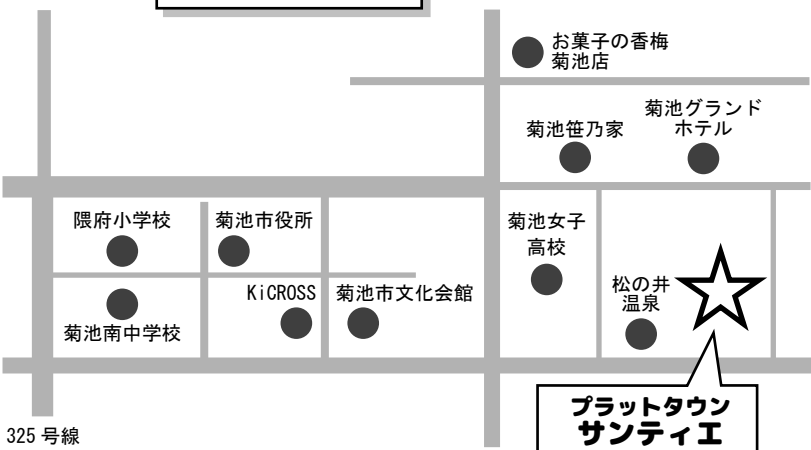 お菓子の香梅
菊池店
菊池グランド
ホテル
菊池笹乃家
隈府小学校
菊池市役所
菊池女子
高校
KiCROSS
菊池市文化会館
松の井
温泉
菊池南中学校
プラットタウン
サンティエ
325号線